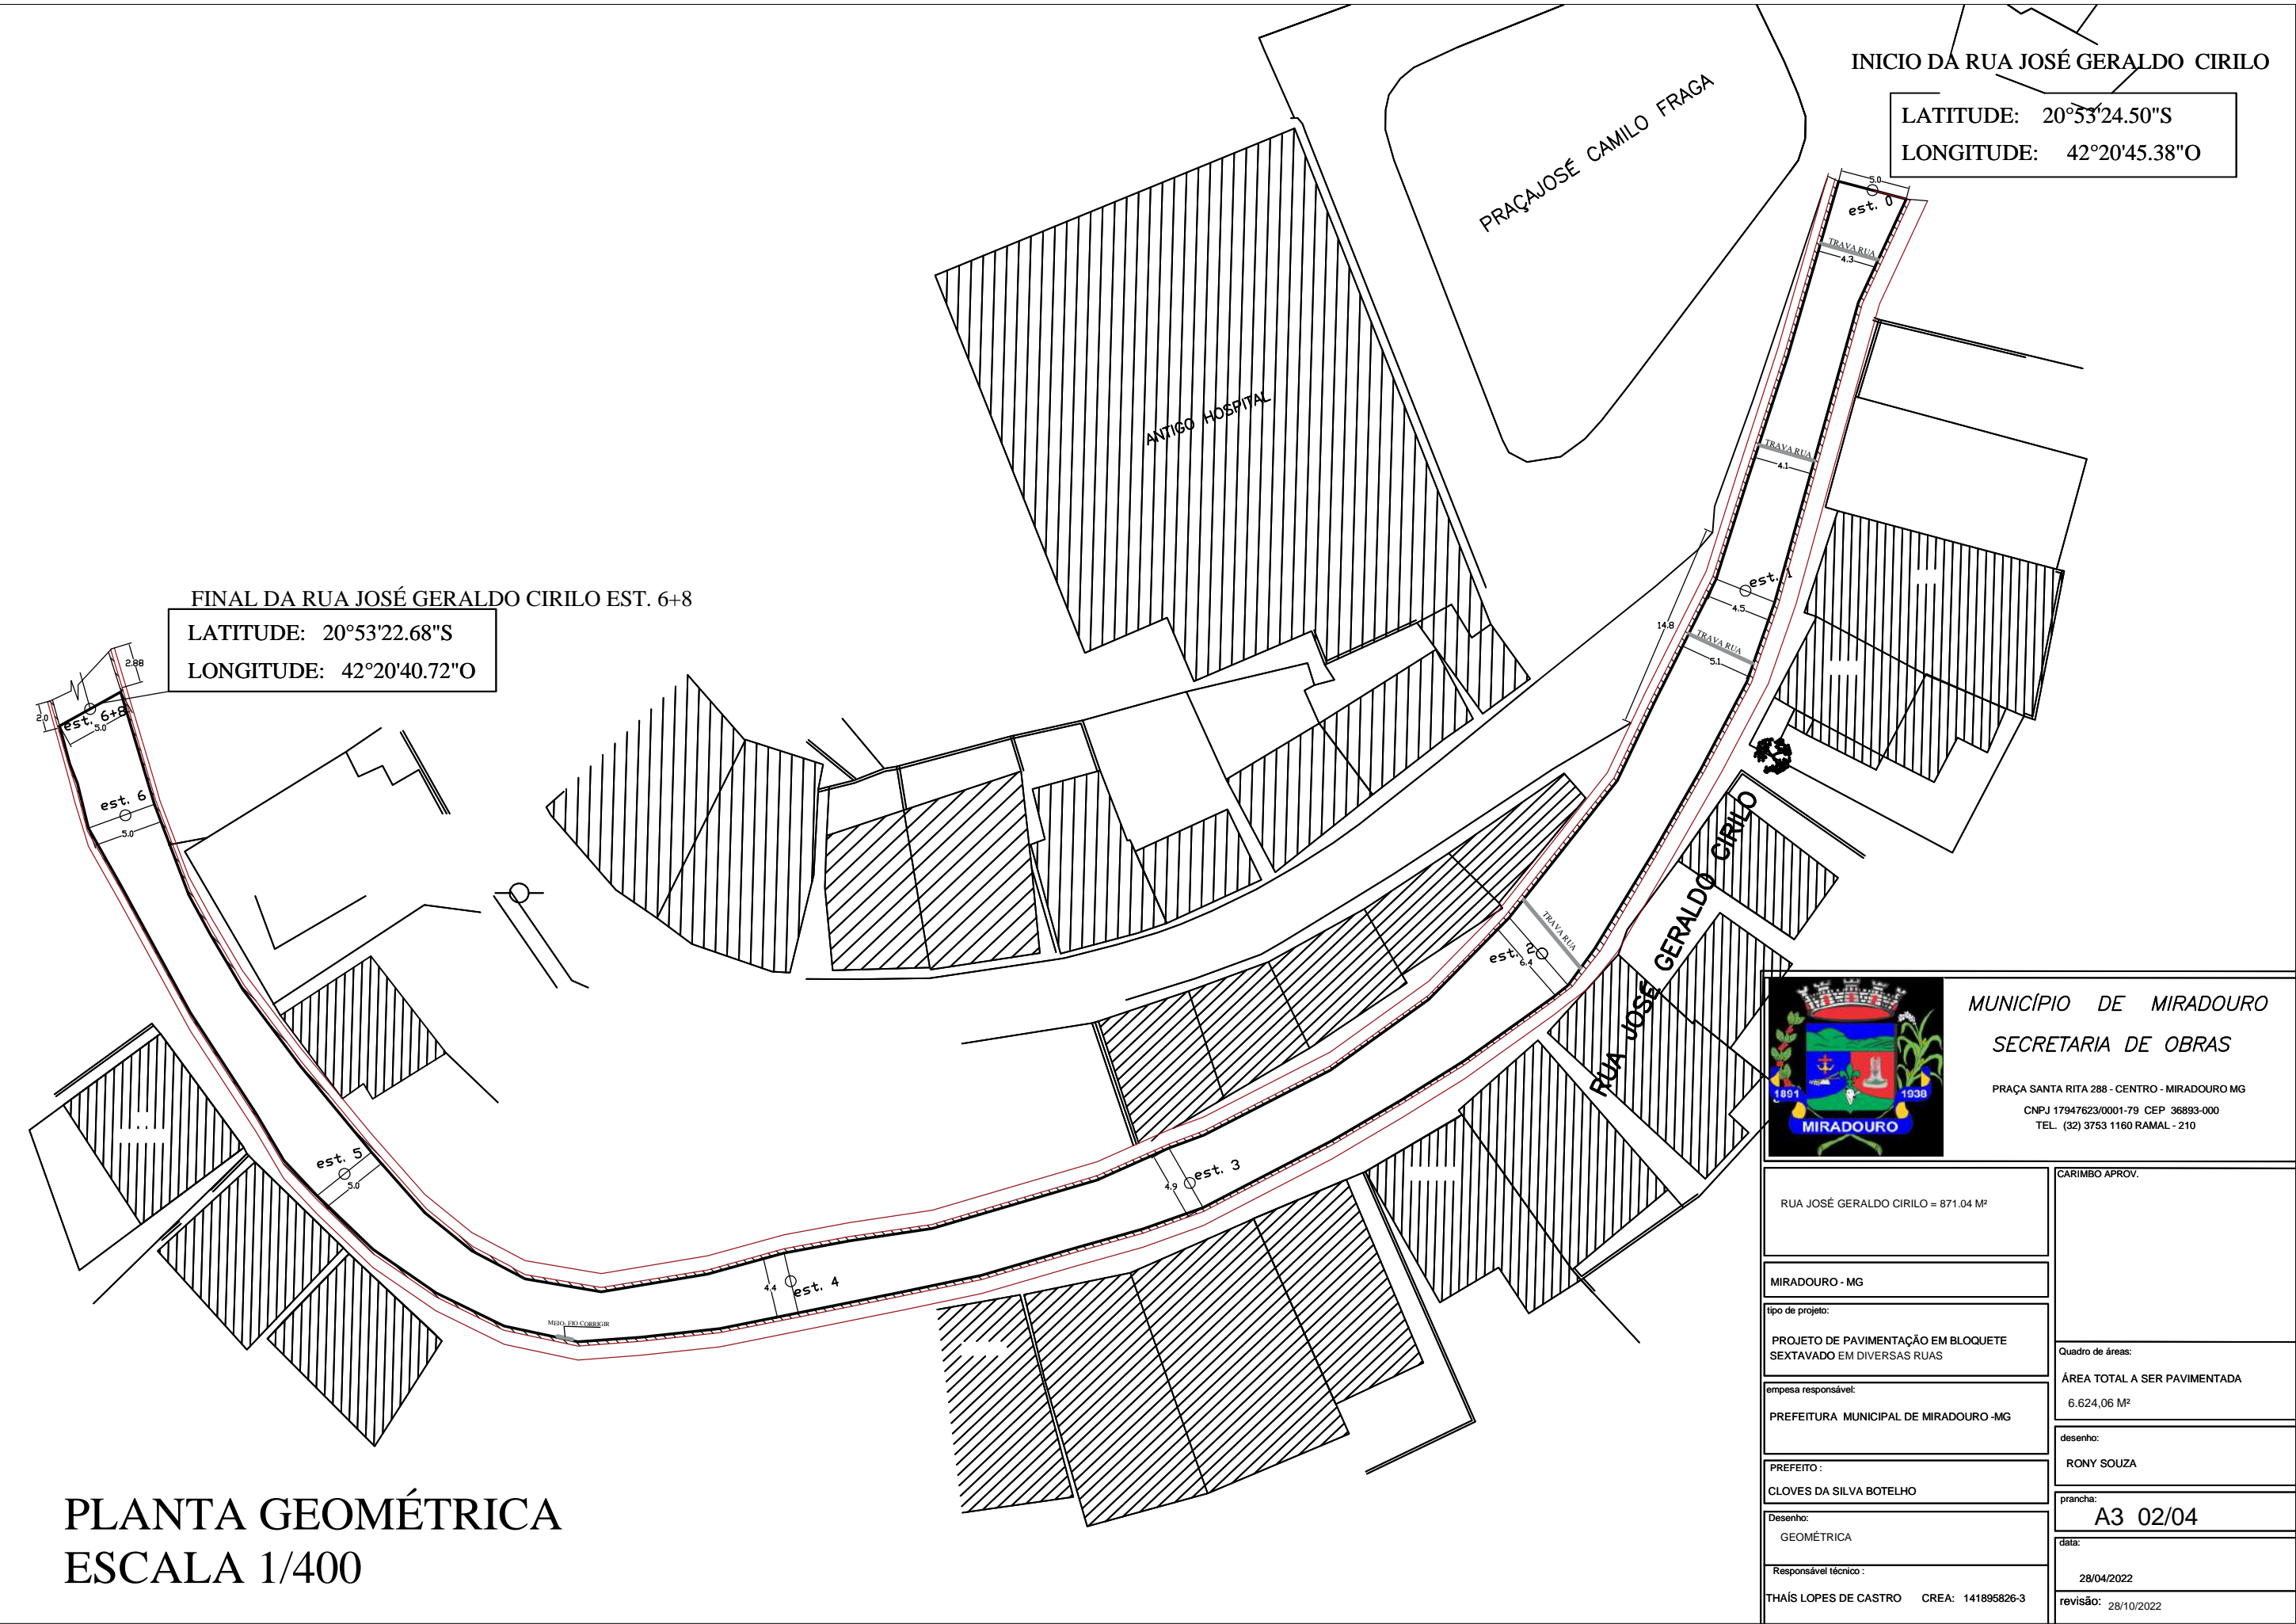 INICIO DA RUA JOSÉ GERALDO CIRILO
LATITUDE: 20°53'24.50"S
LONGITUDE: 42°20'45.38"O
PRAÇAJOSÉ CAMILO FRAGA
5.0
est. 0
TRAVA RUA
4.3
ANTIGO HOSPITAL
TRAVA RUA
4.1
est. 1
4.5
14.8
TRAVA RUA
5.1
FINAL DA RUA JOSÉ GERALDO CIRILO EST. 6+8
LATITUDE: 20°53'22.68"S
LONGITUDE: 42°20'40.72"O
2.88
2.0
est. 6+8
5.0
est. 6
5.0
RUA JOSÉ GERALDO CIRILO
TRAVA RUA
est. 2
6.4
est. 5
5.0
est. 3
4.9
est. 4
4.4
MEIO- FIO CORRIGIR
PLANTA GEOMÉTRICA
ESCALA 1/400
1891
1938
MIRADOURO
MUNICÍPIO DE MIRADOURO
SECRETARIA DE OBRAS
PRAÇA SANTA RITA 288 - CENTRO - MIRADOURO MG
CNPJ 17947623/0001-79 CEP 36893-000
TEL. (32) 3753 1160 RAMAL - 210
RUA JOSÉ GERALDO CIRILO = 871.04 M²
CARIMBO APROV.
MIRADOURO - MG
tipo de projeto:
PROJETO DE PAVIMENTAÇÃO EM BLOQUETE
SEXTAVADO EM DIVERSAS RUAS
Quadro de áreas:
ÁREA TOTAL A SER PAVIMENTADA
6.624,06 M²
empesa responsável:
PREFEITURA MUNICIPAL DE MIRADOURO -MG
desenho:
RONY SOUZA
PREFEITO :
CLOVES DA SILVA BOTELHO
prancha:
A3 02/04
Desenho:
GEOMÉTRICA
data:
28/04/2022
Responsável técnico :
THAÍS LOPES DE CASTRO CREA: 141895826-3
revisão: 28/10/2022